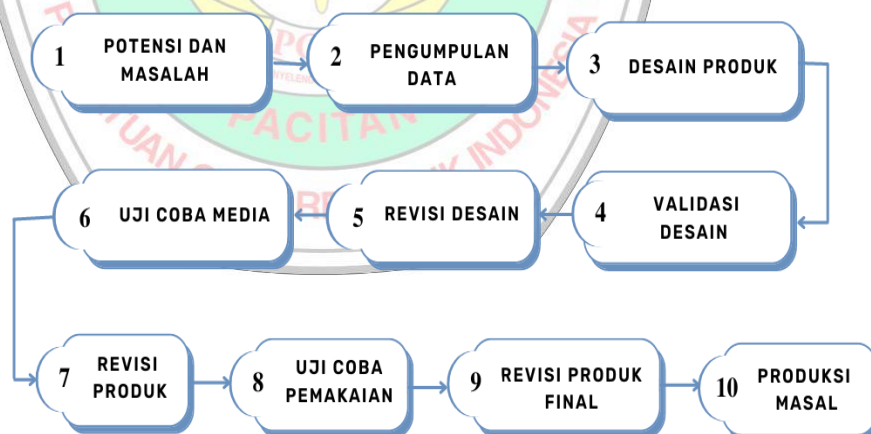 1
POTENSI DAN
MASALAH
2
PENGUMPULAN
DATA
3
DESAIN PRODUK
4
VALIDASI
DESAIN
5
REVISI DESAIN
6
UJI COBA MEDIA
7
REVISI
PRODUK
8
UJI COBA
PEMAKAIAN
9
REVISI PRODUK
FINAL
10
PRODUKSI
MASAL
PACITAN